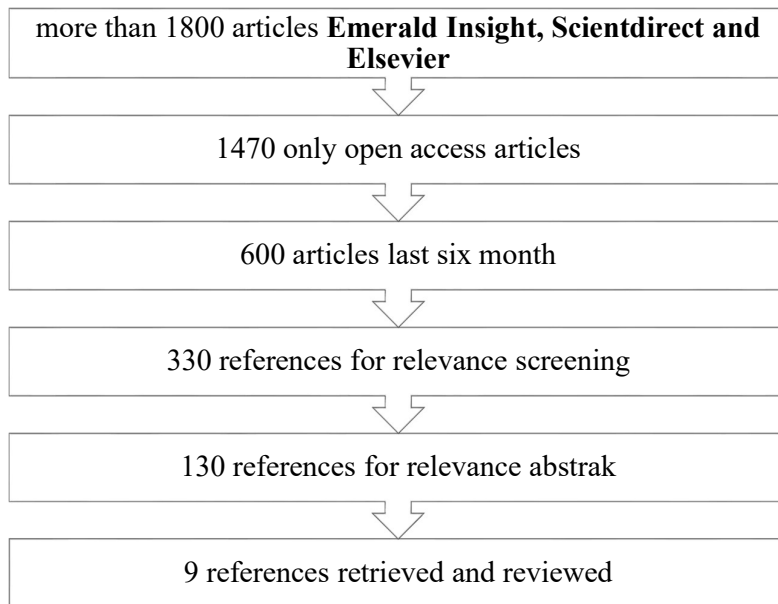 more than 1800 articles Emerald Insight, Scientdirect and
Elsevier
1470 only open access articles
600 articles last six month
330 references for relevance screening
130 references for relevance abstrak
9 references retrieved and reviewed